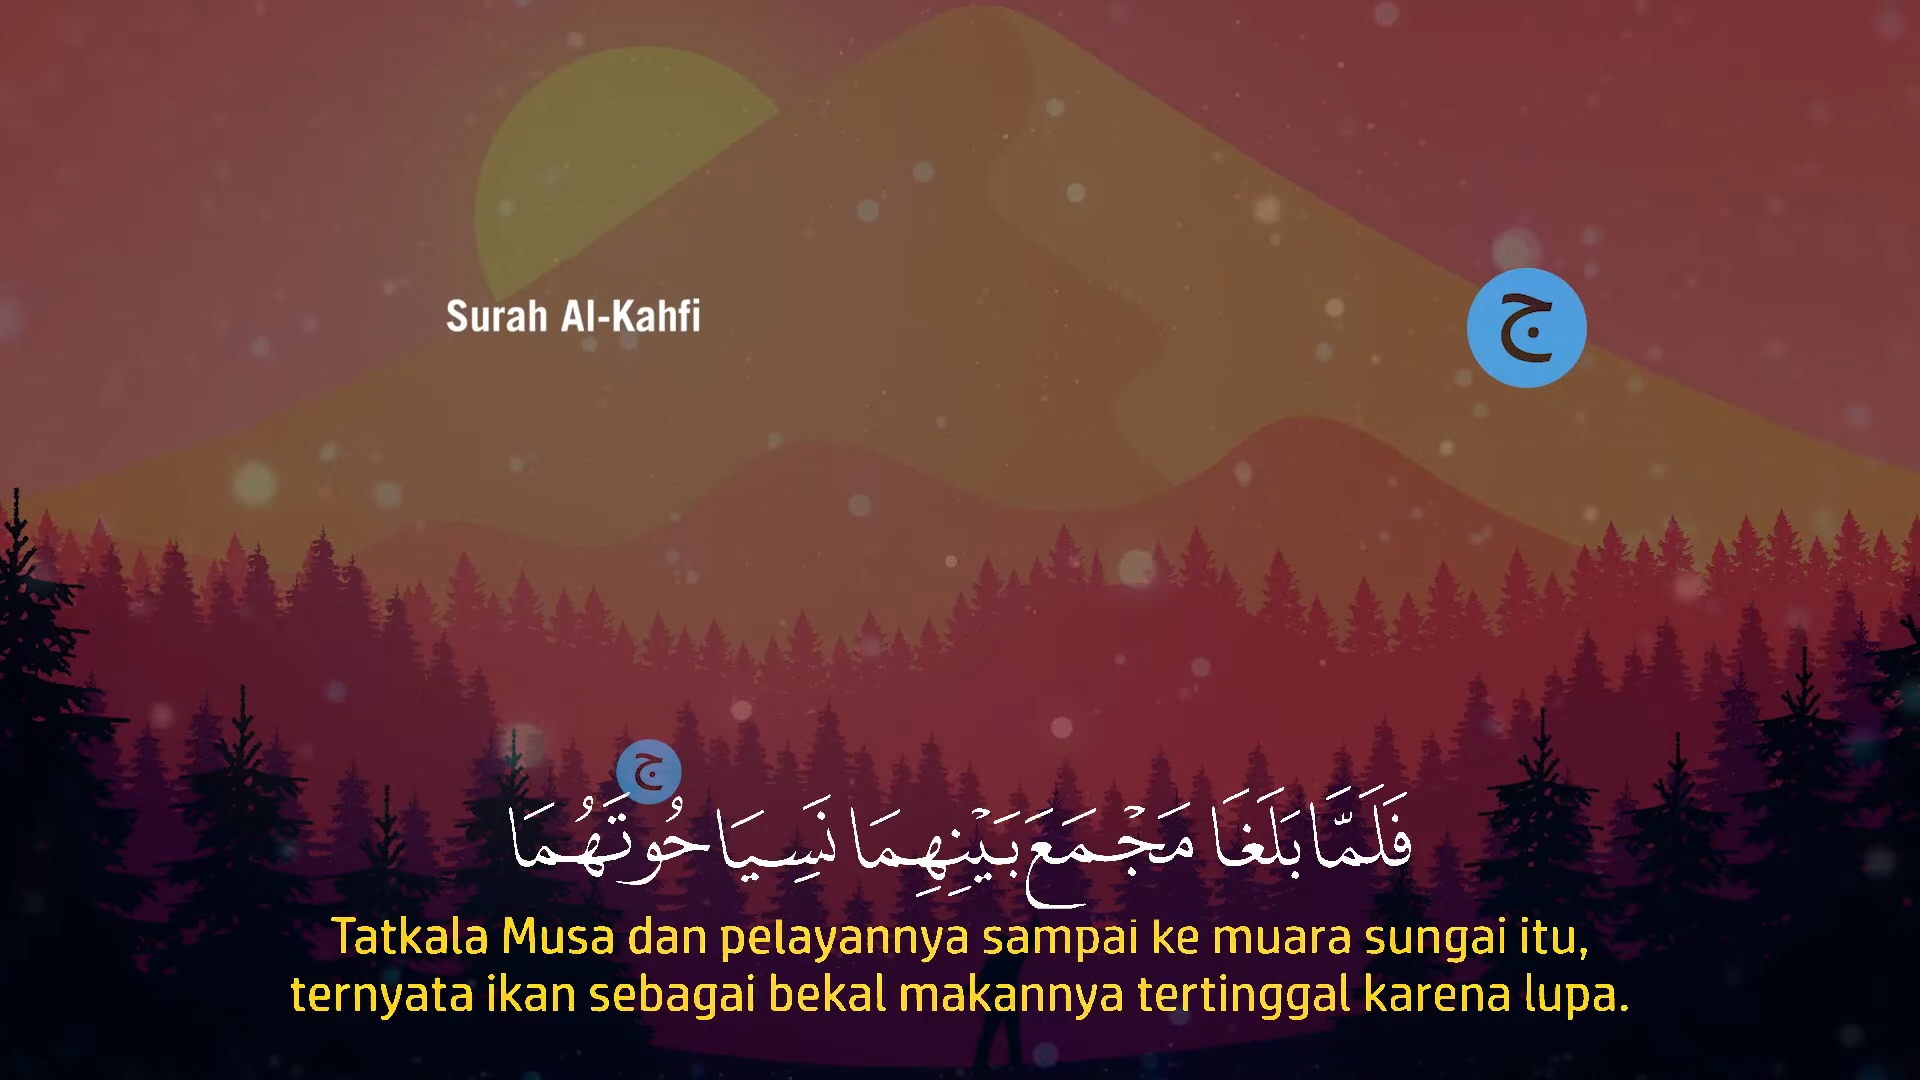 Surah Al-Kahfi
ج
ج
فَلَمَّا بَلَغَا مَجْمَعَ بَيْنِهِمَا نَسِيَا حُوتَهُمَا
Tatkala Musa dan pelayannya sampai ke muara sungai itu,
ternyata ikan sebagai bekal makannya tertinggal karena lupa.